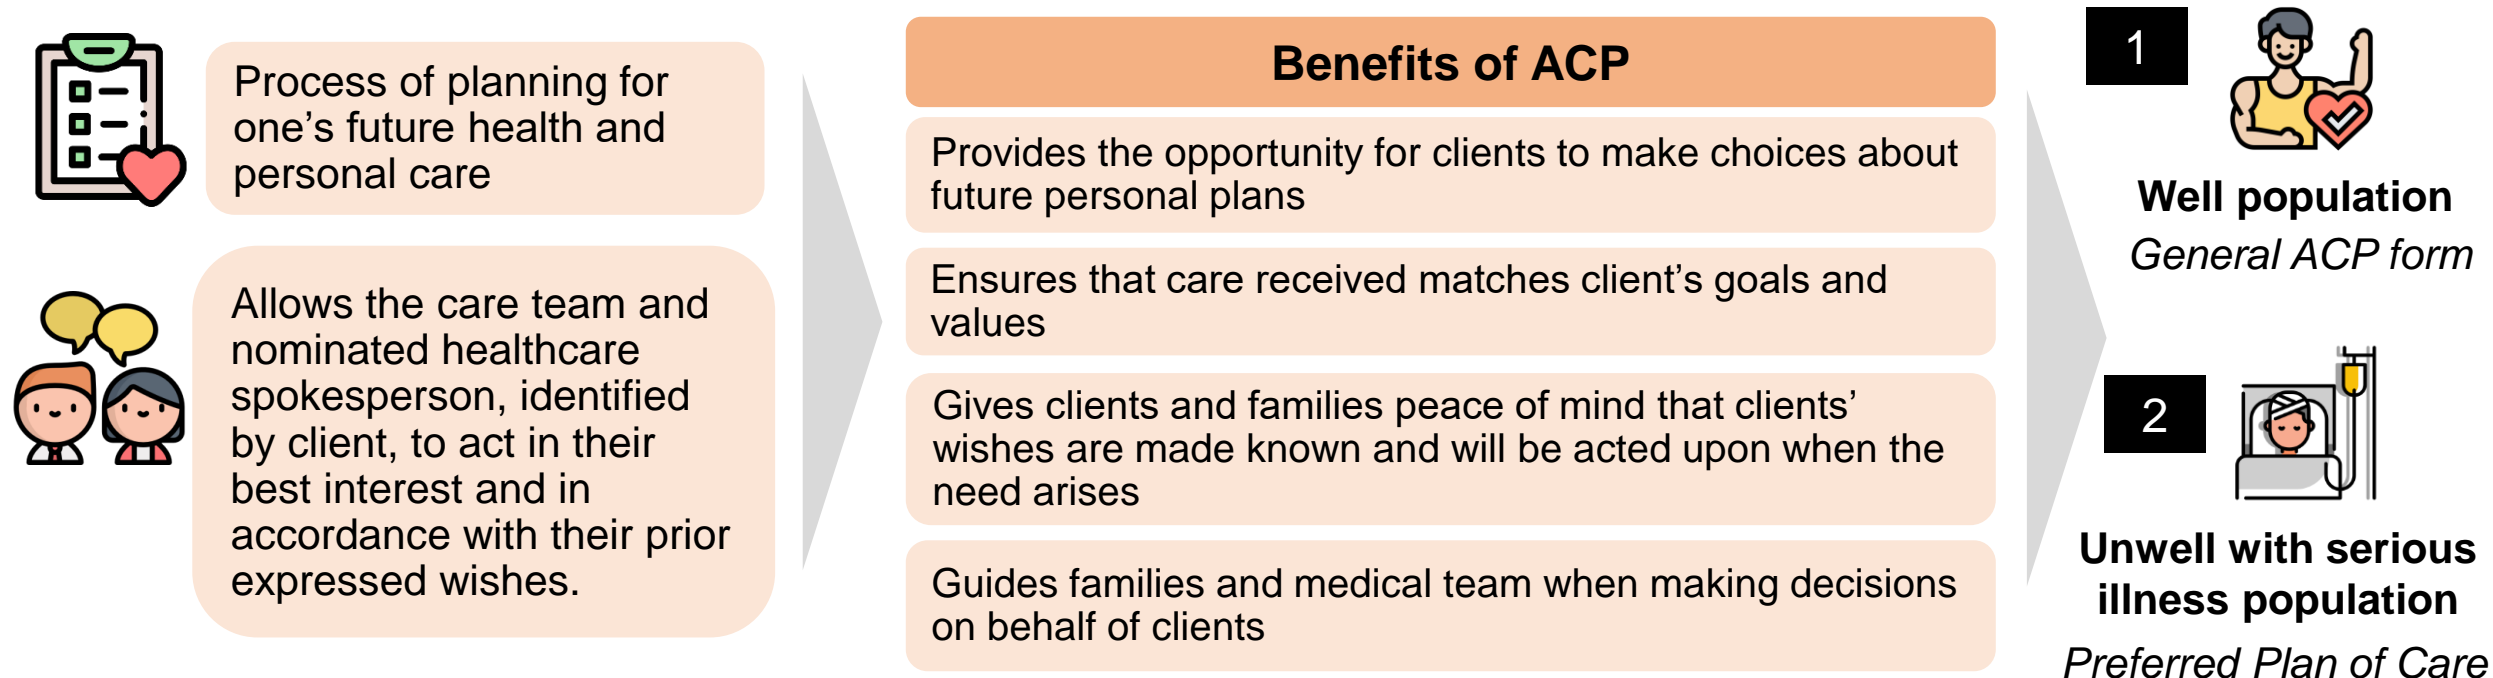 Process of planning for
one’s future health and
personal care
Allows the care team and
nominated healthcare
spokesperson, identified
by client, to act in their
best interest and in
accordance with their prior
expressed wishes.
Benefits of ACP
Provides the opportunity for clients to make choices about
future personal plans
Ensures that care received matches client’s goals and
values
Gives clients and families peace of mind that clients’
wishes are made known and will be acted upon when the
need arises
Guides families and medical team when making decisions
on behalf of clients
1
Well population
General ACP form
2
Unwell with serious
illness population
Preferred Plan of Care